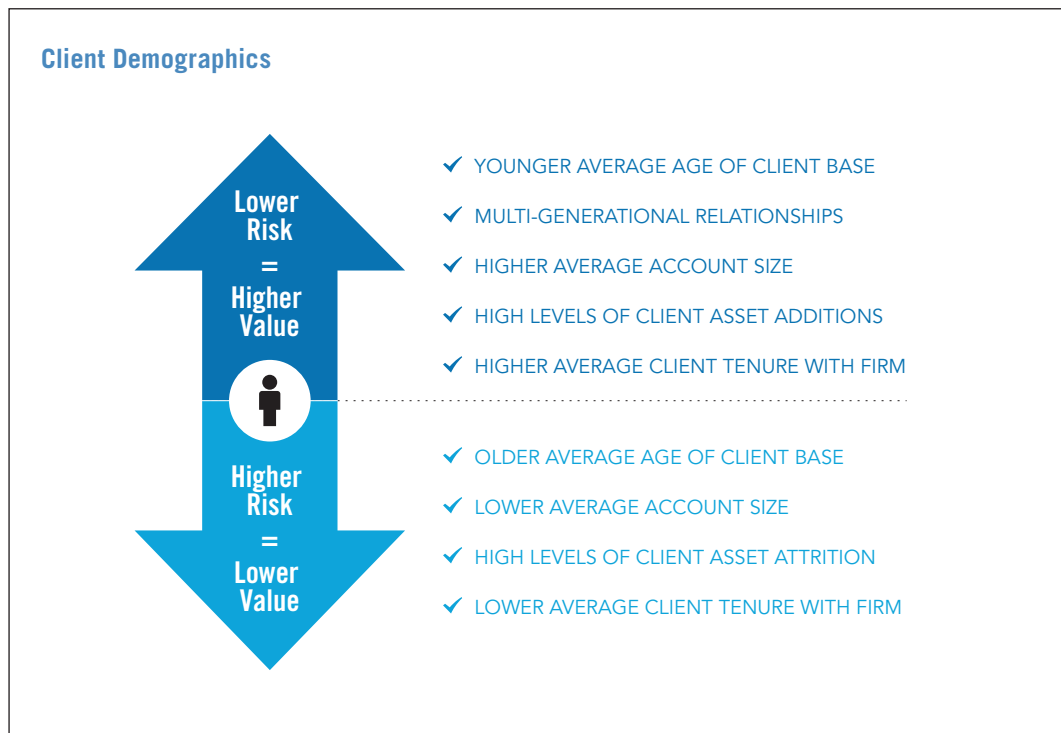 Client Demographics
Lower
Risk
=
Higher
Value
✓ YOUNGER AVERAGE AGE OF CLIENT BASE
✓ MULTI-GENERATIONAL RELATIONSHIPS
✓ HIGHER AVERAGE ACCOUNT SIZE
✓ HIGH LEVELS OF CLIENT ASSET ADDITIONS
✓ HIGHER AVERAGE CLIENT TENURE WITH FIRM
Higher
Risk
=
Lower
Value
✓ OLDER AVERAGE AGE OF CLIENT BASE
✓ LOWER AVERAGE ACCOUNT SIZE
✓ HIGH LEVELS OF CLIENT ASSET ATTRITION
✓ LOWER AVERAGE CLIENT TENURE WITH FIRM